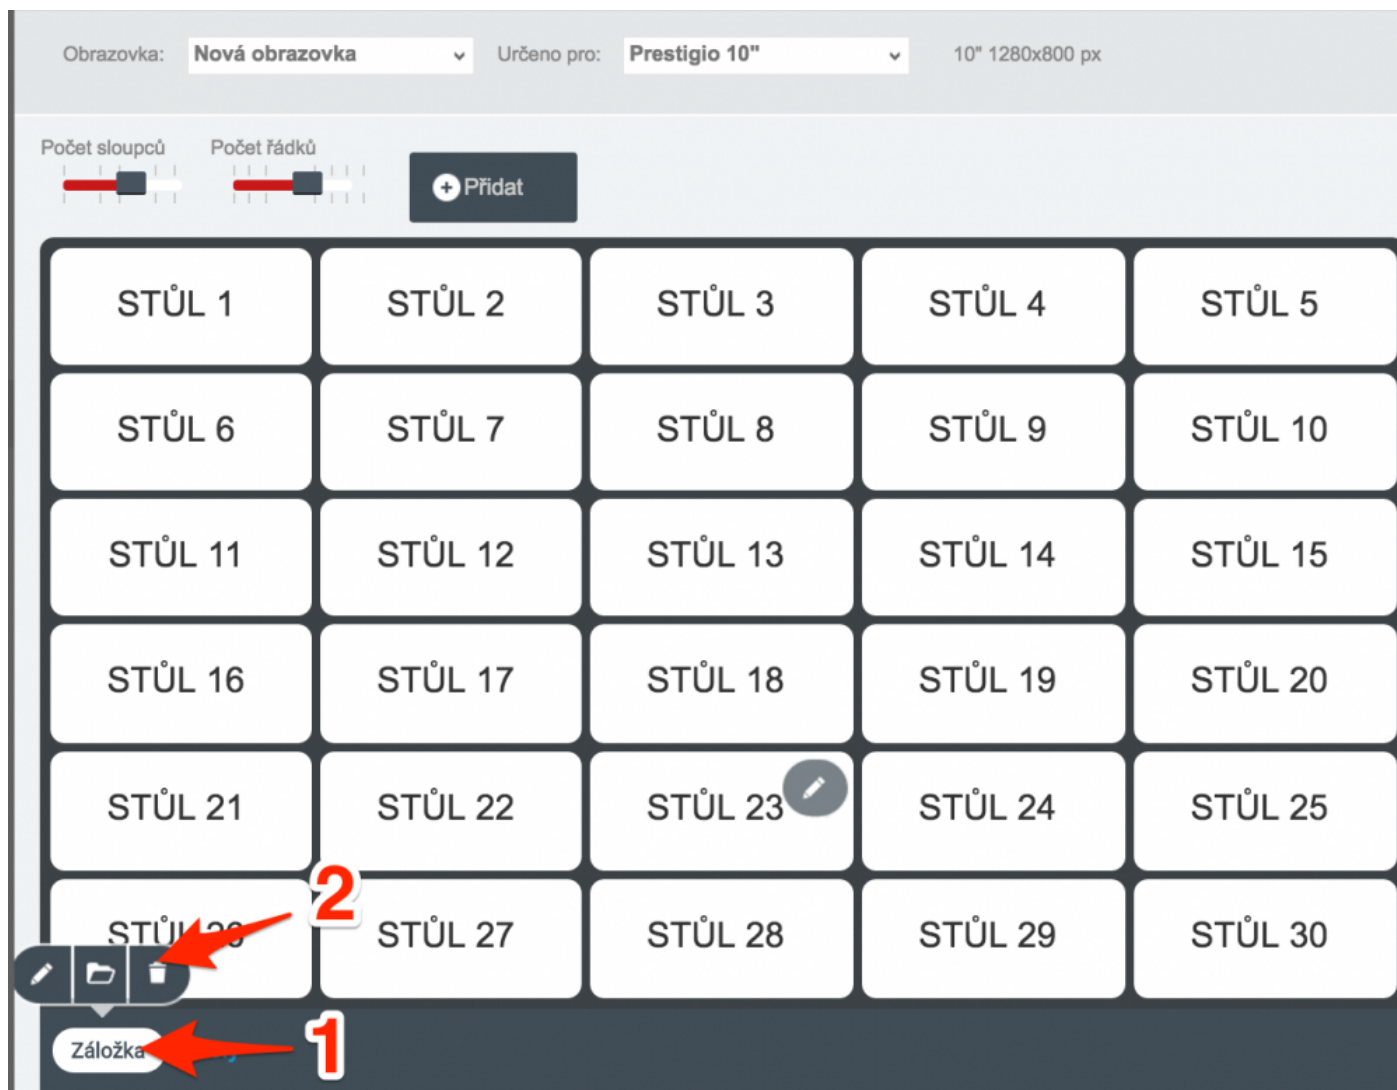 Obrazovka: Nová obrazovka Určeno pro: Prestigio 10" 10" 1280x800 px
Počet sloupců Počet řádků
Přidat
STŮL 1 STŮL 2 STŮL 3 STŮL 4 STŮL 5
STŮL 6 STŮL 7 STŮL 8 STŮL 9 STŮL 10
STŮL 11 STŮL 12 STŮL 13 STŮL 14 STŮL 15
STŮL 16 STŮL 17 STŮL 18 STŮL 19 STŮL 20
STŮL 21 STŮL 22 STŮL 23 STŮL 24 STŮL 25
2
STŮL 26 STŮL 27 STŮL 28 STŮL 29 STŮL 30
Záložka 1